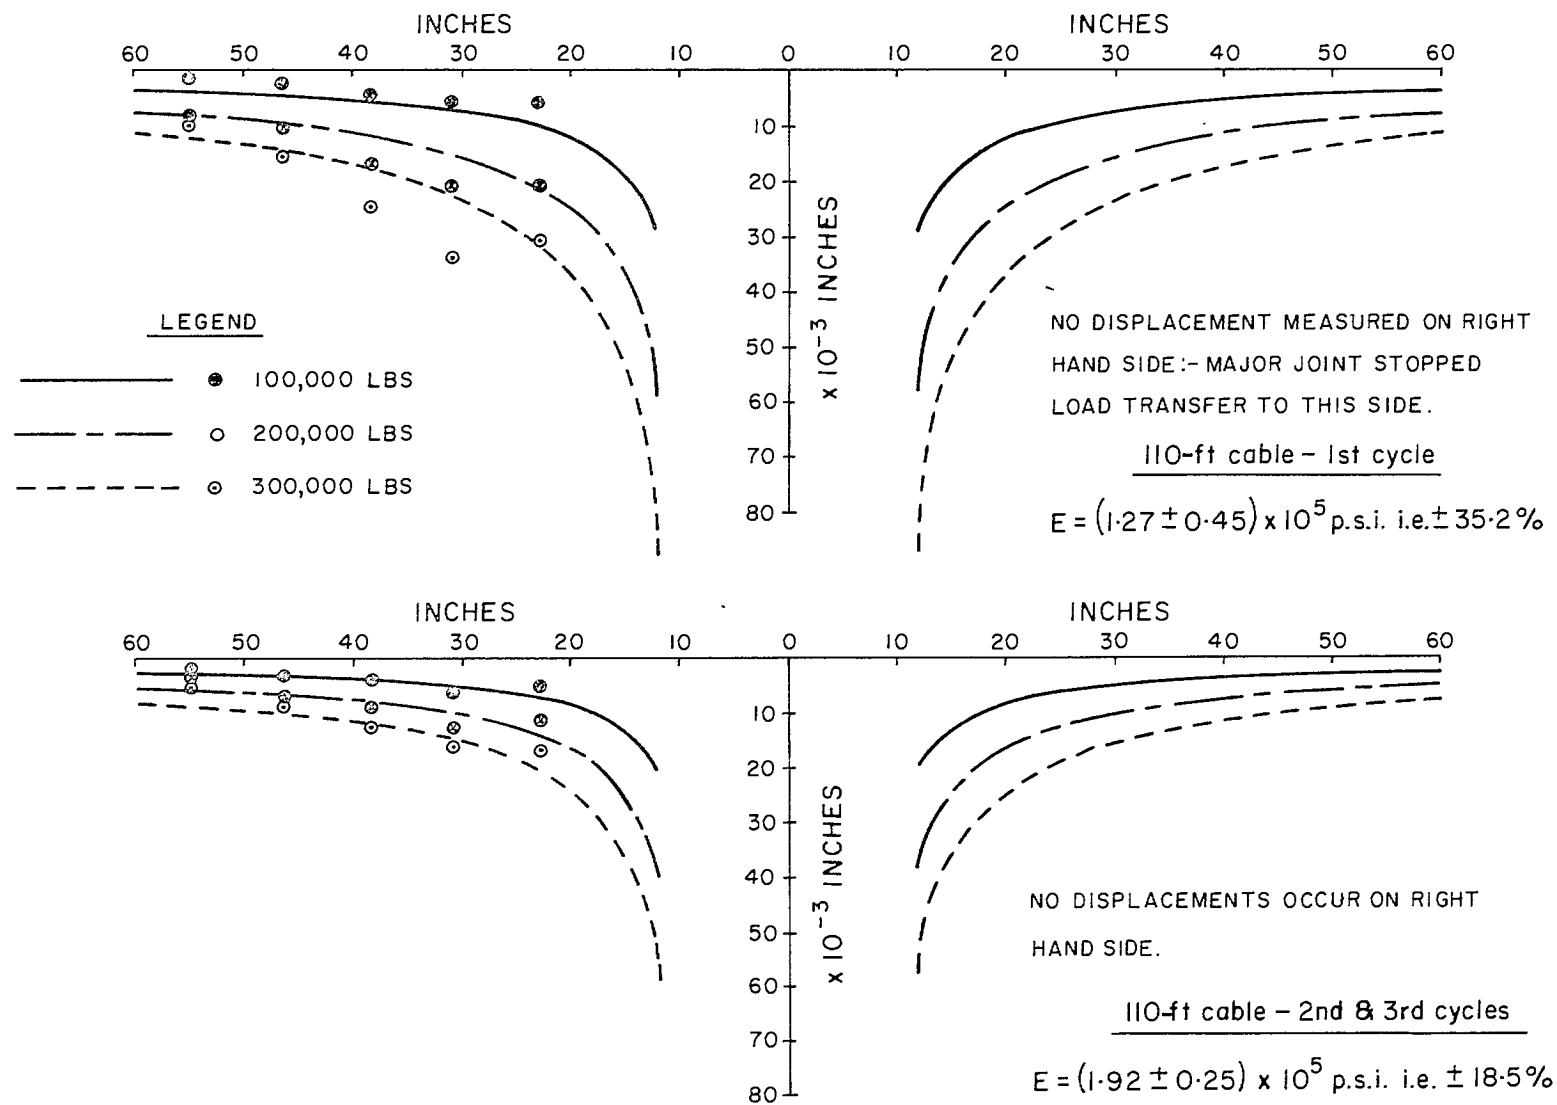 INCHES INCHES
60 50 40 30 20 10 0 10 20 30 40 50 60
10
20
30
40
50
60
70
80
x 10⁻³ INCHES
LEGEND
100,000 LBS
200,000 LBS
300,000 LBS
NO DISPLACEMENT MEASURED ON RIGHT
HAND SIDE:- MAJOR JOINT STOPPED
LOAD TRANSFER TO THIS SIDE.
110-ft cable - 1st cycle
E = (1·27 ± 0·45) x 10⁵ p.s.i. i.e. ± 35·2%
INCHES INCHES
60 50 40 30 20 10 0 10 20 30 40 50 60
10
20
30
40
50
60
70
80
x 10⁻³ INCHES
NO DISPLACEMENTS OCCUR ON RIGHT
HAND SIDE.
110-ft cable - 2nd & 3rd cycles
E = (1·92 ± 0·25) x 10⁵ p.s.i. i.e. ± 18·5%